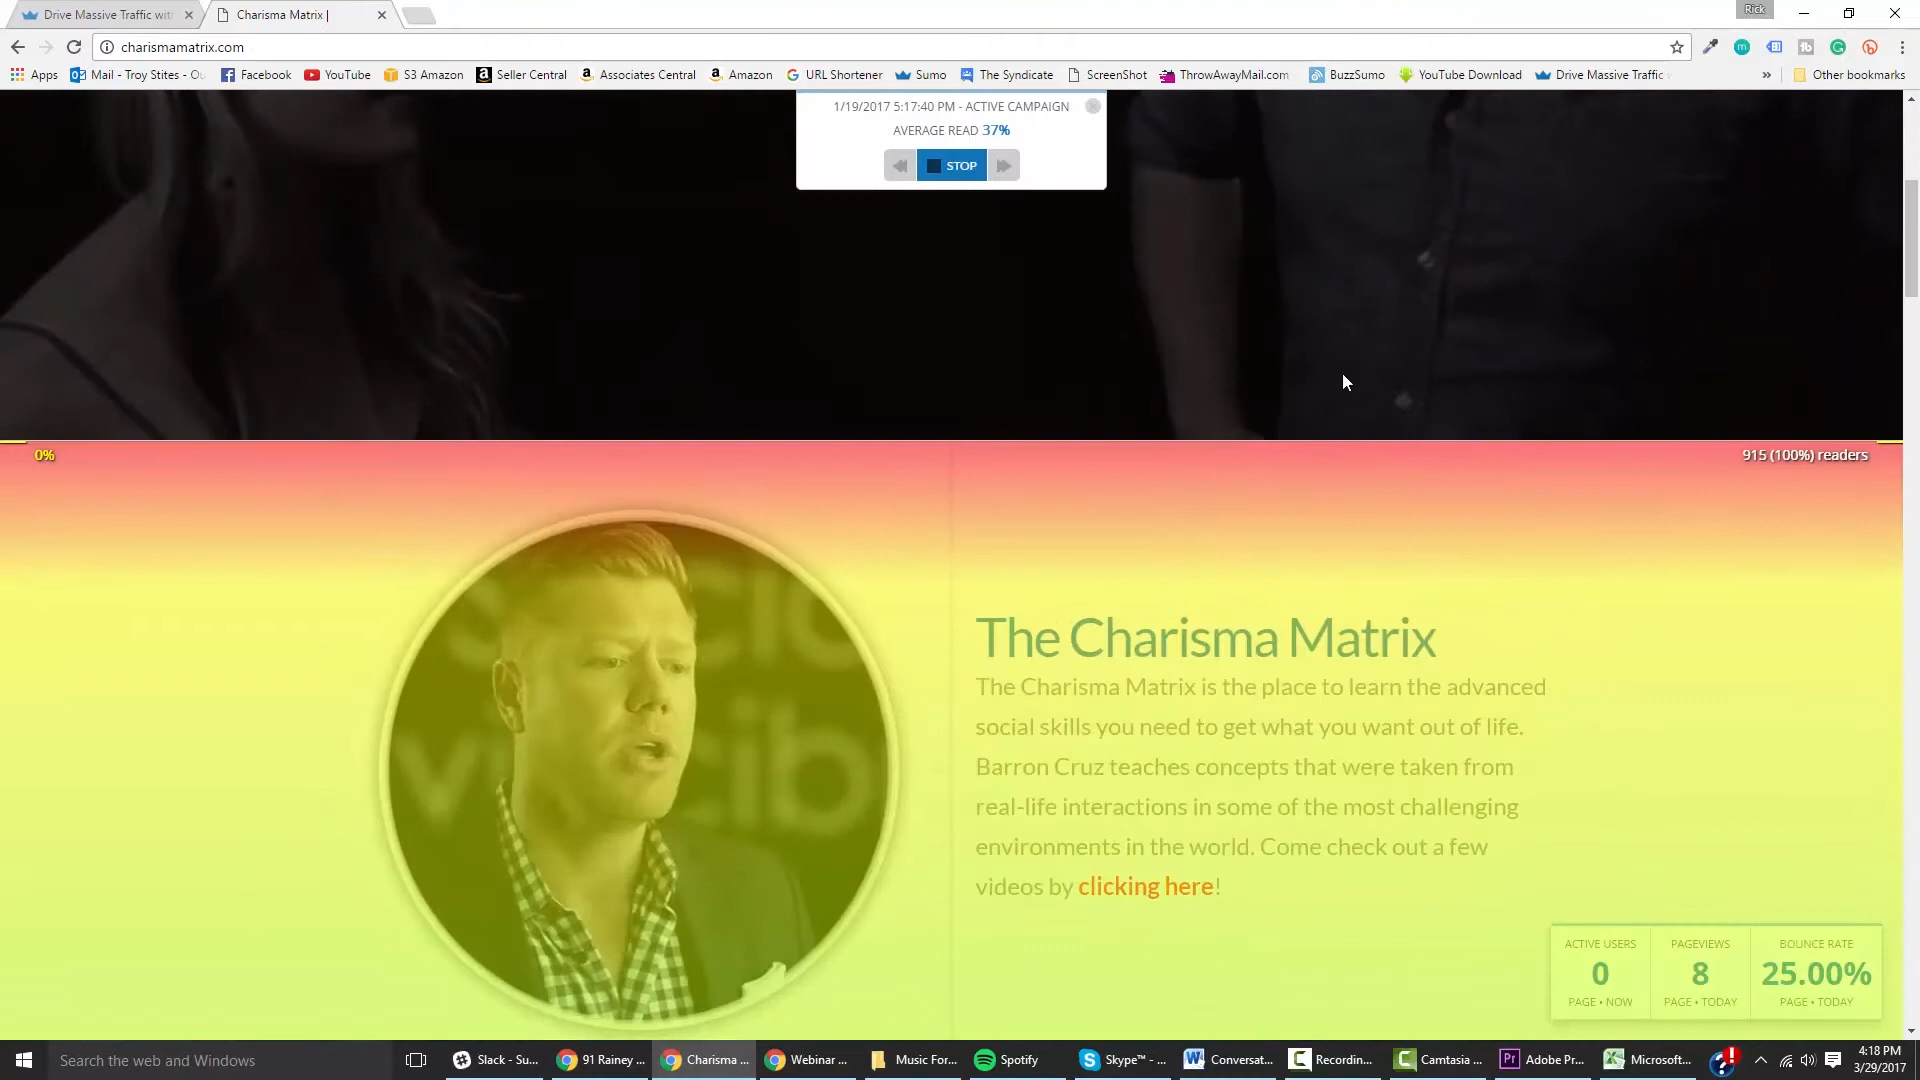 Drive Massive Traffic wit
Charisma Matrix |
Rick
charismamatrix.com
Apps
Mail - Troy Stites - Ou
Facebook
YouTube
S3 Amazon
Seller Central
Associates Central
Amazon
URL Shortener
Sumo
The Syndicate
ScreenShot
ThrowAwayMail.com
BuzzSumo
YouTube Download
Drive Massive Traffic
Other bookmarks
1/19/2017 5:17:40 PM - ACTIVE CAMPAIGN
AVERAGE READ 37%
STOP
0%
915 (100%) readers
The Charisma Matrix
The Charisma Matrix is the place to learn the advanced
social skills you need to get what you want out of life.
Barron Cruz teaches concepts that were taken from
real-life interactions in some of the most challenging
environments in the world. Come check out a few
videos by clicking here!
ACTIVE USERS
0
PAGE • NOW
PAGEVIEWS
8
PAGE • TODAY
BOUNCE RATE
25.00%
PAGE • TODAY
Search the web and Windows
Slack - Su...
91 Rainey ...
Charisma ...
Webinar ...
Music For...
Spotify
Skype™ - ...
Conversat...
Recordin...
Camtasia ...
Adobe Pr...
Microsoft...
4:18 PM
3/29/2017